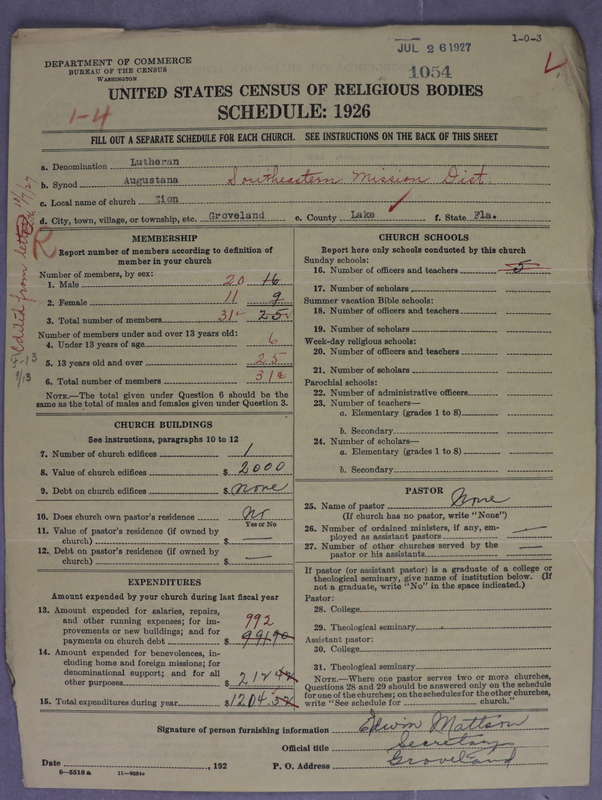 JUL 26 1927
1-0-3
DEPARTMENT OF COMMERCE
BUREAU OF THE CENSUS
WASHINGTON
1054
UNITED STATES CENSUS OF RELIGIOUS BODIES
1-4
SCHEDULE: 1926
FILL OUT A SEPARATE SCHEDULE FOR EACH CHURCH. SEE INSTRUCTIONS ON THE BACK OF THIS SHEET
a. Denomination Lutheran
b. Synod Augustana Southeastern Mission Dist.
c. Local name of church Zion
d. City, town, village, or township, etc. Groveland e. County Lake f. State Fla.
MEMBERSHIP
Report number of members according to definition of
member in your church
Number of members, by sex:
1. Male 20 16
2. Female 11 9
3. Total number of members 31 25
Number of members under and over 13 years old:
4. Under 13 years of age 6
5. 13 years old and over 25
6. Total number of members 31
NOTE.—The total given under Question 6 should be the
same as the total of males and females given under Question 3.
CHURCH BUILDINGS
See instructions, paragraphs 10 to 12
7. Number of church edifices 1
8. Value of church edifices $ 2000
9. Debt on church edifices $ None
10. Does church own pastor's residence No
Yes or No
11. Value of pastor's residence (if owned by
church) $ —
12. Debt on pastor's residence (if owned by
church) $ —
EXPENDITURES
Amount expended by your church during last fiscal year
13. Amount expended for salaries, repairs,
and other running expenses; for im-
provements or new buildings; and for
payments on church debt $ 992
14. Amount expended for benevolences, in-
cluding home and foreign missions; for
denominational support; and for all
other purposes $ 212
15. Total expenditures during year $ 1204
CHURCH SCHOOLS
Report here only schools conducted by this church
Sunday schools:
16. Number of officers and teachers 5
17. Number of scholars
Summer vacation Bible schools:
18. Number of officers and teachers
19. Number of scholars
Week-day religious schools:
20. Number of officers and teachers
21. Number of scholars
Parochial schools:
22. Number of administrative officers
23. Number of teachers—
a. Elementary (grades 1 to 8)
b. Secondary
24. Number of scholars—
a. Elementary (grades 1 to 8)
b. Secondary
PASTOR
25. Name of pastor None
(If church has no pastor, write "None")
26. Number of ordained ministers, if any, em-
ployed as assistant pastors —
27. Number of other churches served by the
pastor or his assistants —
If pastor (or assistant pastor) is a graduate of a college or
theological seminary, give name of institution below. (If
not a graduate, write "No" in the space indicated.)
Pastor:
28. College
29. Theological seminary
Assistant pastor:
30. College
31. Theological seminary
NOTE.—Where one pastor serves two or more churches,
Questions 28 and 29 should be answered only on the schedule
for one of the churches; on the schedules for the other churches,
write "See schedule for church."
Signature of person furnishing information Edwin Mattson
Official title Secretary
Date , 192 P. O. Address Groveland
8-5518a 11-9034c